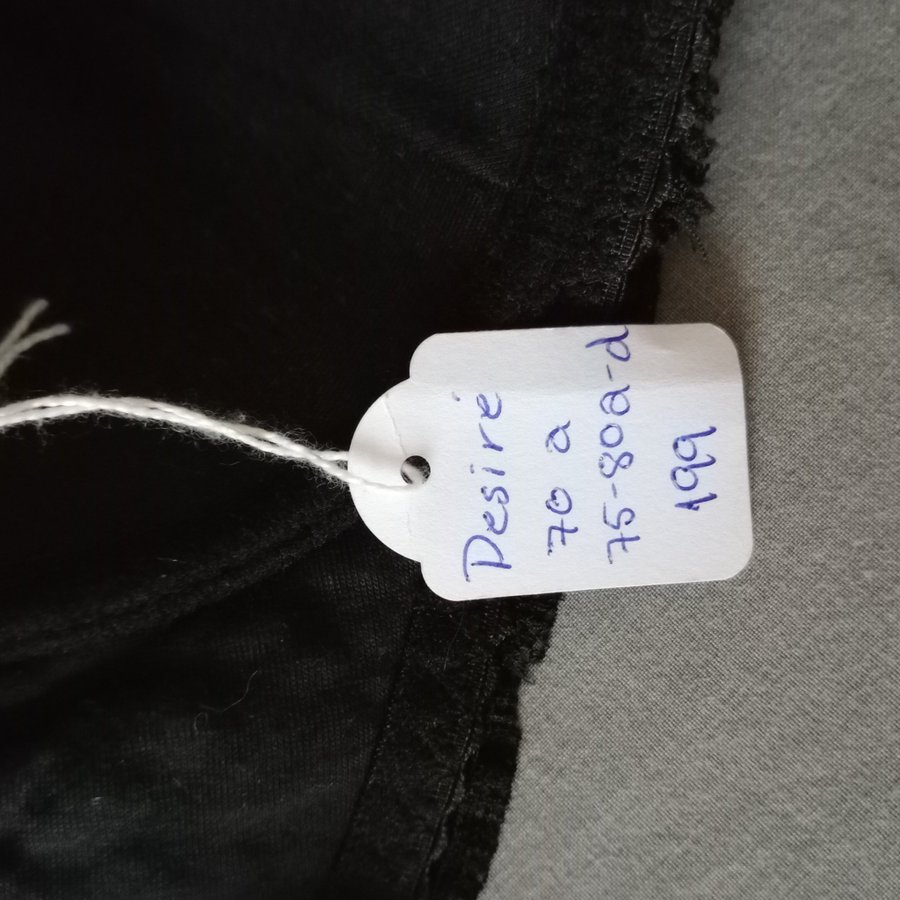 Desiré
70 a
75-80a-d
199